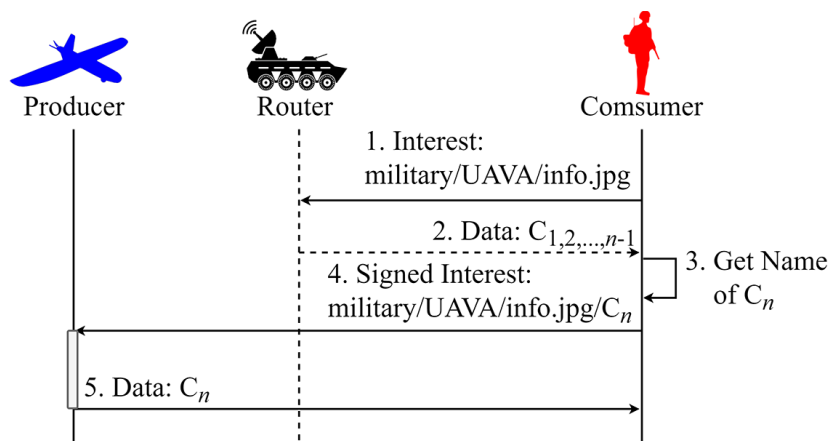 Producer
Router
Comsumer
1. Interest:
military/UAVA/info.jpg
2. Data: C1,2,...,n-1
3. Get Name
of Cn
4. Signed Interest:
military/UAVA/info.jpg/Cn
5. Data: Cn